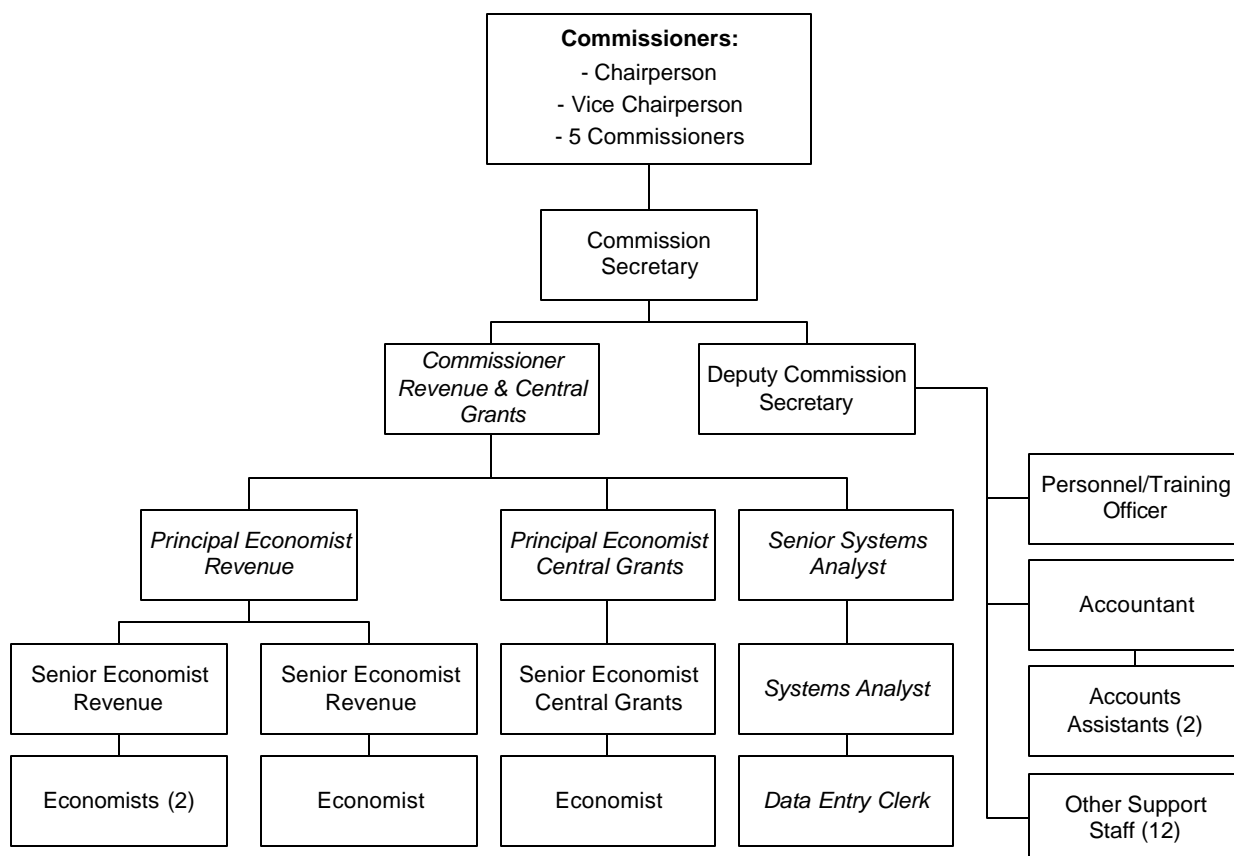 Commissioners:
- Chairperson
- Vice Chairperson
- 5 Commissioners
Commission
Secretary
Commissioner
Revenue & Central
Grants
Deputy Commission
Secretary
Personnel/Training
Officer
Principal Economist
Revenue
Principal Economist
Central Grants
Senior Systems
Analyst
Accountant
Senior Economist
Revenue
Senior Economist
Revenue
Senior Economist
Central Grants
Systems Analyst
Accounts
Assistants (2)
Economists (2)
Economist
Economist
Data Entry Clerk
Other Support
Staff (12)